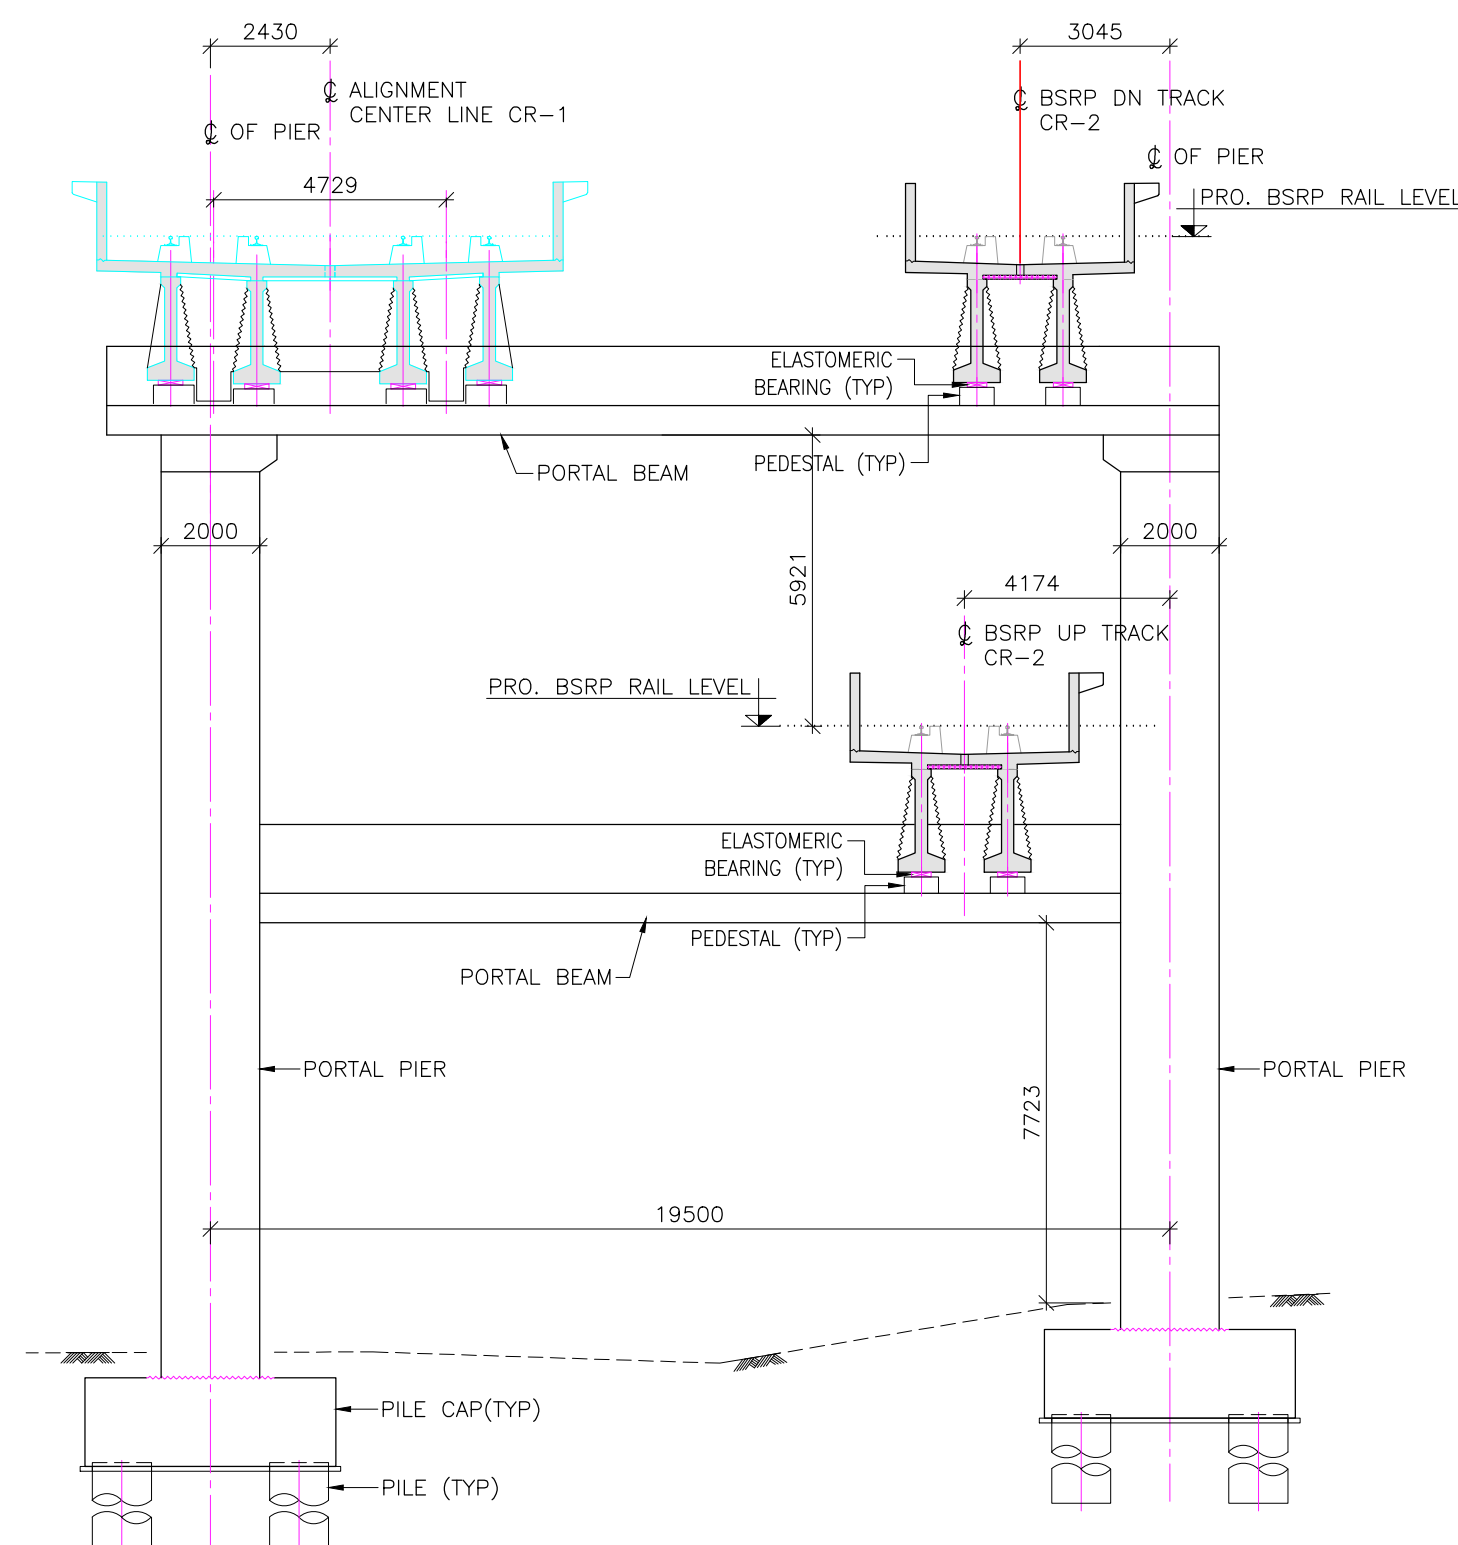 2430
3045
℄ ALIGNMENT
CENTER LINE CR-1
℄ OF PIER
℄ BSRP DN TRACK
CR-2
℄ OF PIER
4729
PRO. BSRP RAIL LEVEL
ELASTOMERIC
BEARING (TYP)
PEDESTAL (TYP)
PORTAL BEAM
2000
2000
5921
4174
℄ BSRP UP TRACK
CR-2
PRO. BSRP RAIL LEVEL
ELASTOMERIC
BEARING (TYP)
PEDESTAL (TYP)
PORTAL BEAM
PORTAL PIER
PORTAL PIER
7723
19500
PILE CAP(TYP)
PILE (TYP)